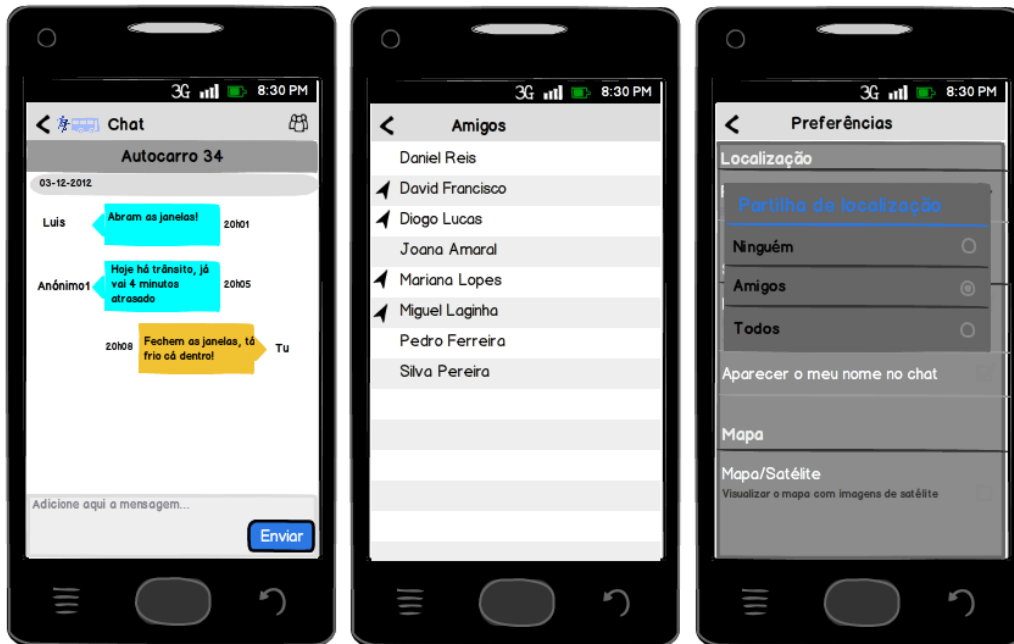 3G 8:30 PM
Chat
Autocarro 34
03-12-2012
Luis
Abram as janelas!
20h01
Anónimo1
Hoje há trânsito, já
vai 4 minutos
atrasado
20h05
20h08
Fechem as janelas, tá
frio cá dentro!
Tu
Adicione aqui a mensagem...
Enviar
3G 8:30 PM
Amigos
Daniel Reis
David Francisco
Diogo Lucas
Joana Amaral
Mariana Lopes
Miguel Laginha
Pedro Ferreira
Silva Pereira
3G 8:30 PM
Preferências
Localização
Partilha de localização
Ninguém
Amigos
Todos
Aparecer o meu nome no chat
Mapa
Mapa/Satélite
Visualizar o mapa com imagens de satélite